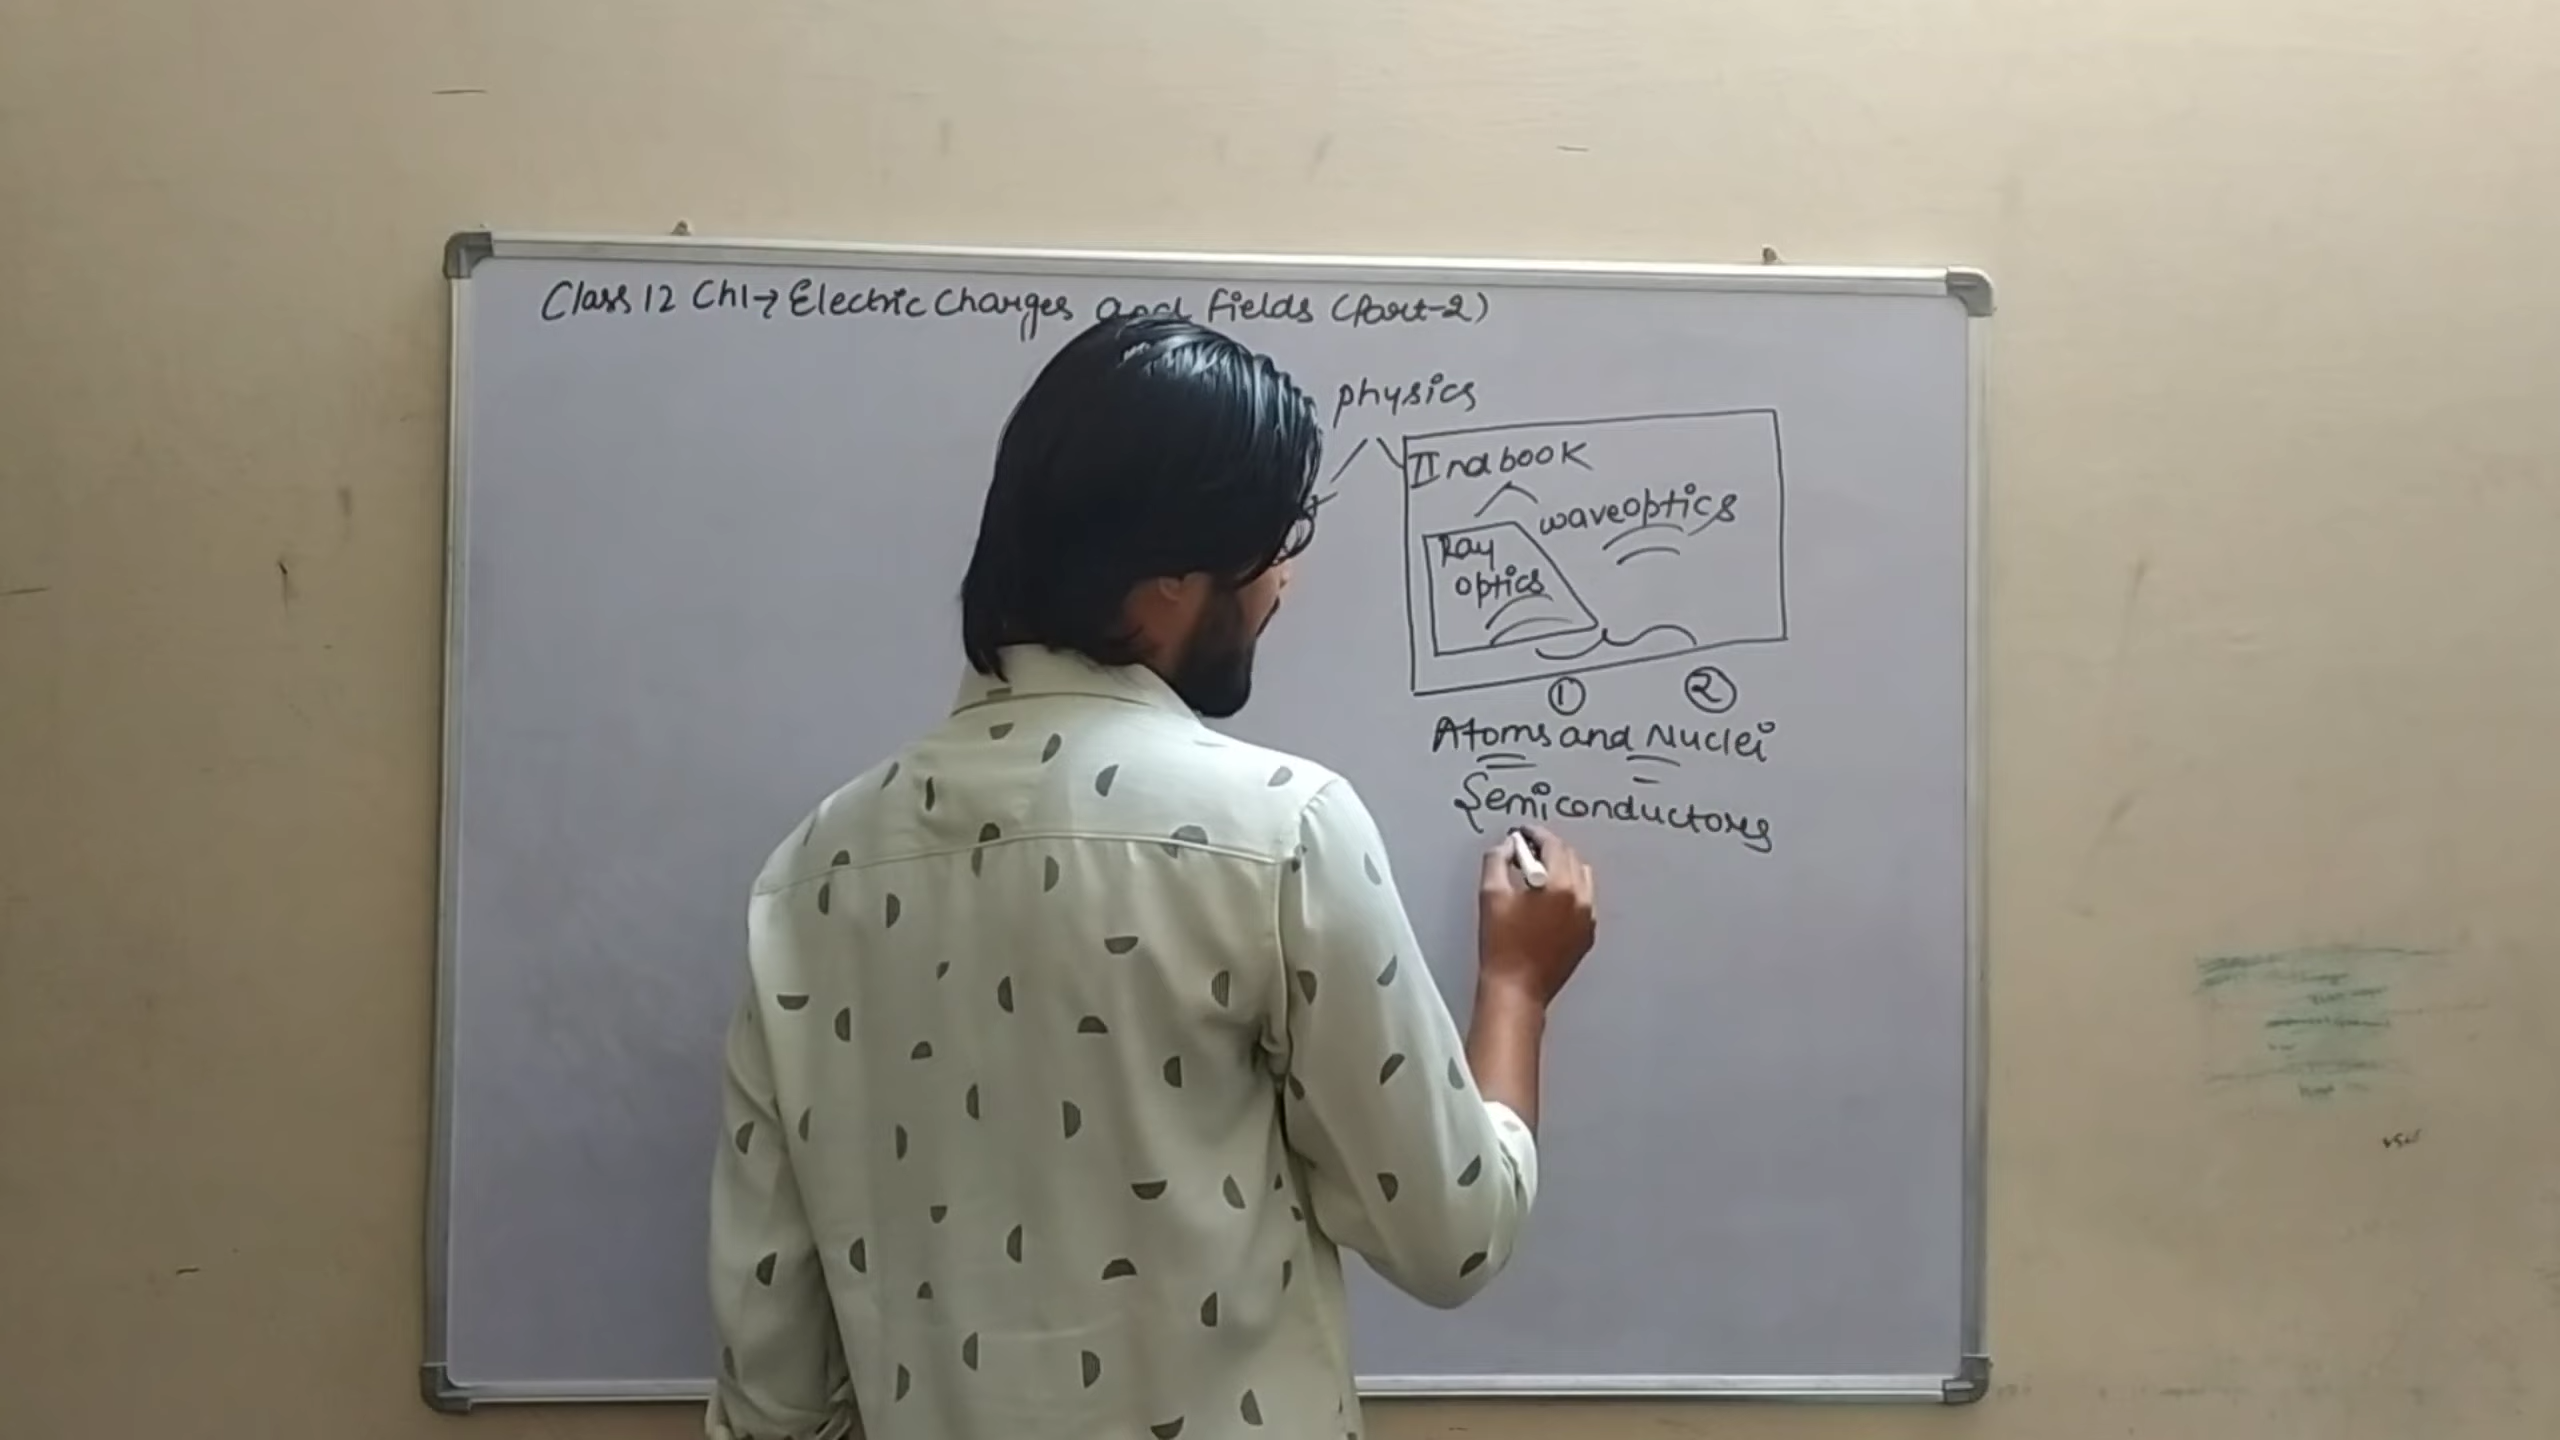 Class 12 Ch1→ Electric Charges and Fields (Part-2)
physics
IInd book
waveoptics
Ray
optics
① ②
Atoms and Nuclei
Semiconductors